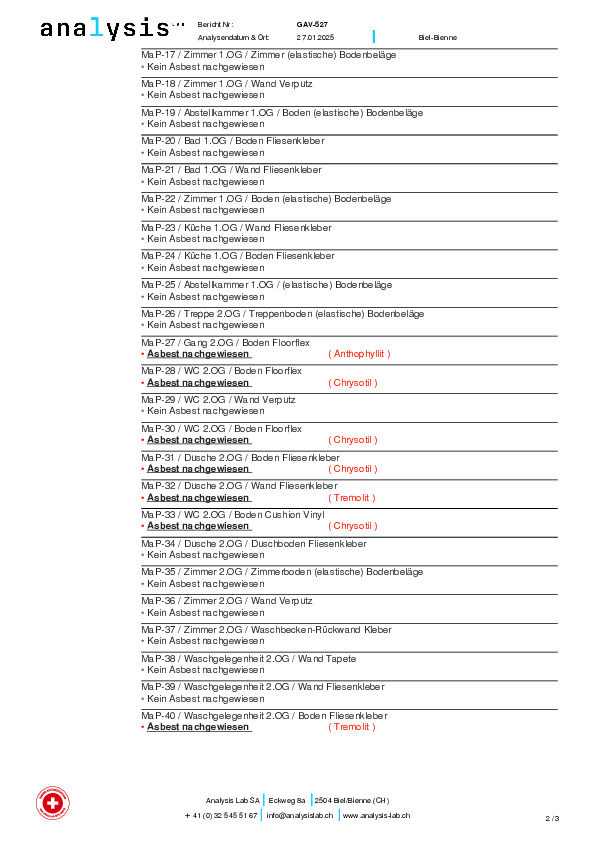 analysis
Bericht Nr: GAV-527
Analysendatum & Ort: 27.01.2025 Biel-Bienne
MaP-17 / Zimmer 1.OG / Zimmer (elastische) Bodenbeläge
• Kein Asbest nachgewiesen
MaP-18 / Zimmer 1.OG / Wand Verputz
• Kein Asbest nachgewiesen
MaP-19 / Abstellkammer 1.OG / Boden (elastische) Bodenbeläge
• Kein Asbest nachgewiesen
MaP-20 / Bad 1.OG / Boden Fliesenkleber
• Kein Asbest nachgewiesen
MaP-21 / Bad 1.OG / Wand Fliesenkleber
• Kein Asbest nachgewiesen
MaP-22 / Zimmer 1.OG / Boden (elastische) Bodenbeläge
• Kein Asbest nachgewiesen
MaP-23 / Küche 1.OG / Wand Fliesenkleber
• Kein Asbest nachgewiesen
MaP-24 / Küche 1.OG / Boden Fliesenkleber
• Kein Asbest nachgewiesen
MaP-25 / Abstellkammer 1.OG / (elastische) Bodenbeläge
• Kein Asbest nachgewiesen
MaP-26 / Treppe 2.OG / Treppenboden (elastische) Bodenbeläge
• Kein Asbest nachgewiesen
MaP-27 / Gang 2.OG / Boden Floorflex
• Asbest nachgewiesen ( Anthophyllit )
MaP-28 / WC 2.OG / Boden Floorflex
• Asbest nachgewiesen ( Chrysotil )
MaP-29 / WC 2.OG / Wand Verputz
• Kein Asbest nachgewiesen
MaP-30 / WC 2.OG / Boden Floorflex
• Asbest nachgewiesen ( Chrysotil )
MaP-31 / Dusche 2.OG / Boden Fliesenkleber
• Asbest nachgewiesen ( Chrysotil )
MaP-32 / Dusche 2.OG / Wand Fliesenkleber
• Asbest nachgewiesen ( Tremolit )
MaP-33 / WC 2.OG / Boden Cushion Vinyl
• Asbest nachgewiesen ( Chrysotil )
MaP-34 / Dusche 2.OG / Duschboden Fliesenkleber
• Kein Asbest nachgewiesen
MaP-35 / Zimmer 2.OG / Zimmerboden (elastische) Bodenbeläge
• Kein Asbest nachgewiesen
MaP-36 / Zimmer 2.OG / Wand Verputz
• Kein Asbest nachgewiesen
MaP-37 / Zimmer 2.OG / Waschbecken-Rückwand Kleber
• Kein Asbest nachgewiesen
MaP-38 / Waschgelegenheit 2.OG / Wand Tapete
• Kein Asbest nachgewiesen
MaP-39 / Waschgelegenheit 2.OG / Wand Fliesenkleber
• Kein Asbest nachgewiesen
MaP-40 / Waschgelegenheit 2.OG / Boden Fliesenkleber
• Asbest nachgewiesen ( Tremolit )
Analysis Lab SA | Eckweg 8a | 2504 Biel/Bienne (CH)
+ 41 (0) 32 545 51 67 | info@analysislab.ch | www.analysis-lab.ch
2 / 3